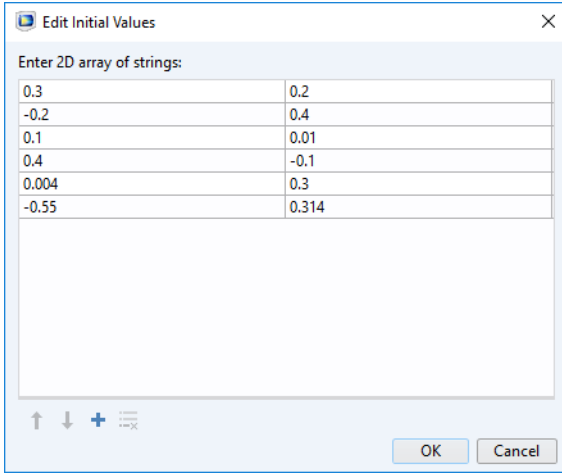 Edit Initial Values
Enter 2D array of strings:
0.3 0.2
-0.2 0.4
0.1 0.01
0.4 -0.1
0.004 0.3
-0.55 0.314
OK Cancel